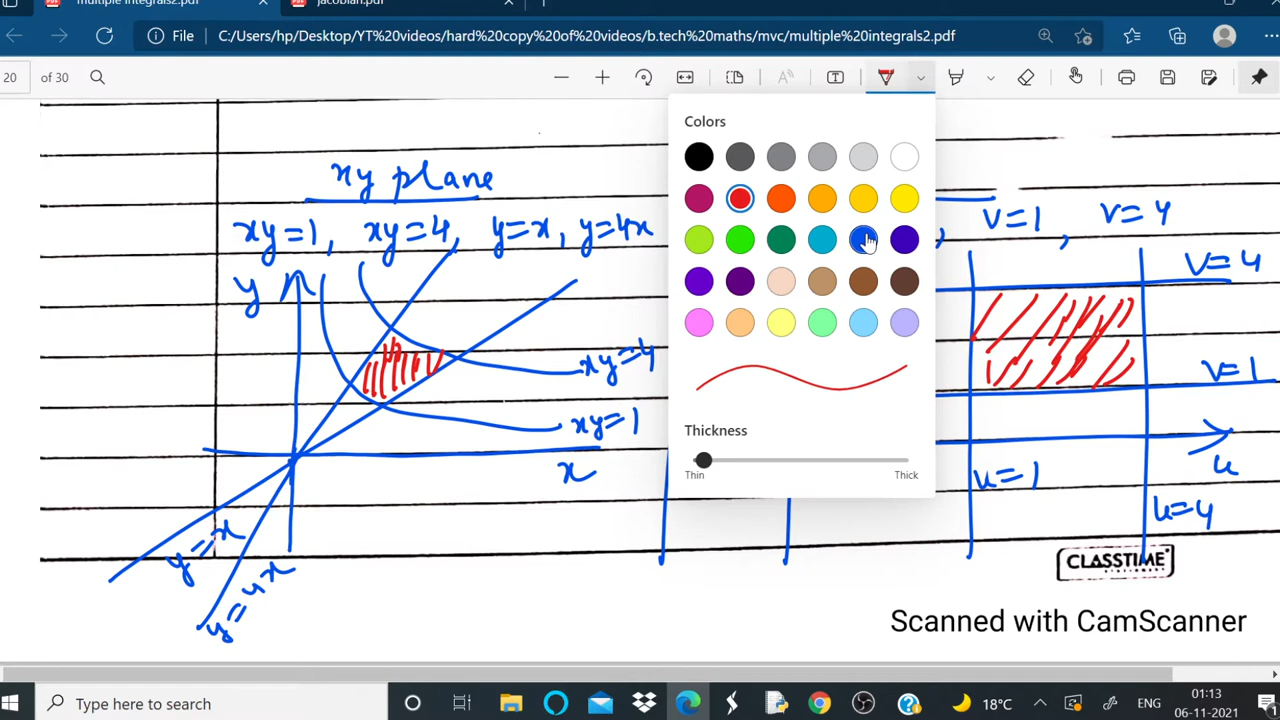 multiple integrals2.pdf
jacobian.pdf
File C:/Users/hp/Desktop/YT%20videos/hard%20copy%20of%20videos/b.tech%20maths/mvc/multiple%20integrals2.pdf
20 of 30
Colors
Thickness
Thin Thick
xy plane
xy=1, xy=4, y=x, y=4x
y
xy=4
xy=1
x
y=x
y=4x
, v=1 , v=4
v=4
v=1
u
u=1
u=4
CLASSTIME
Scanned with CamScanner
Type here to search
18°C
ENG
01:13
06-11-2021
1